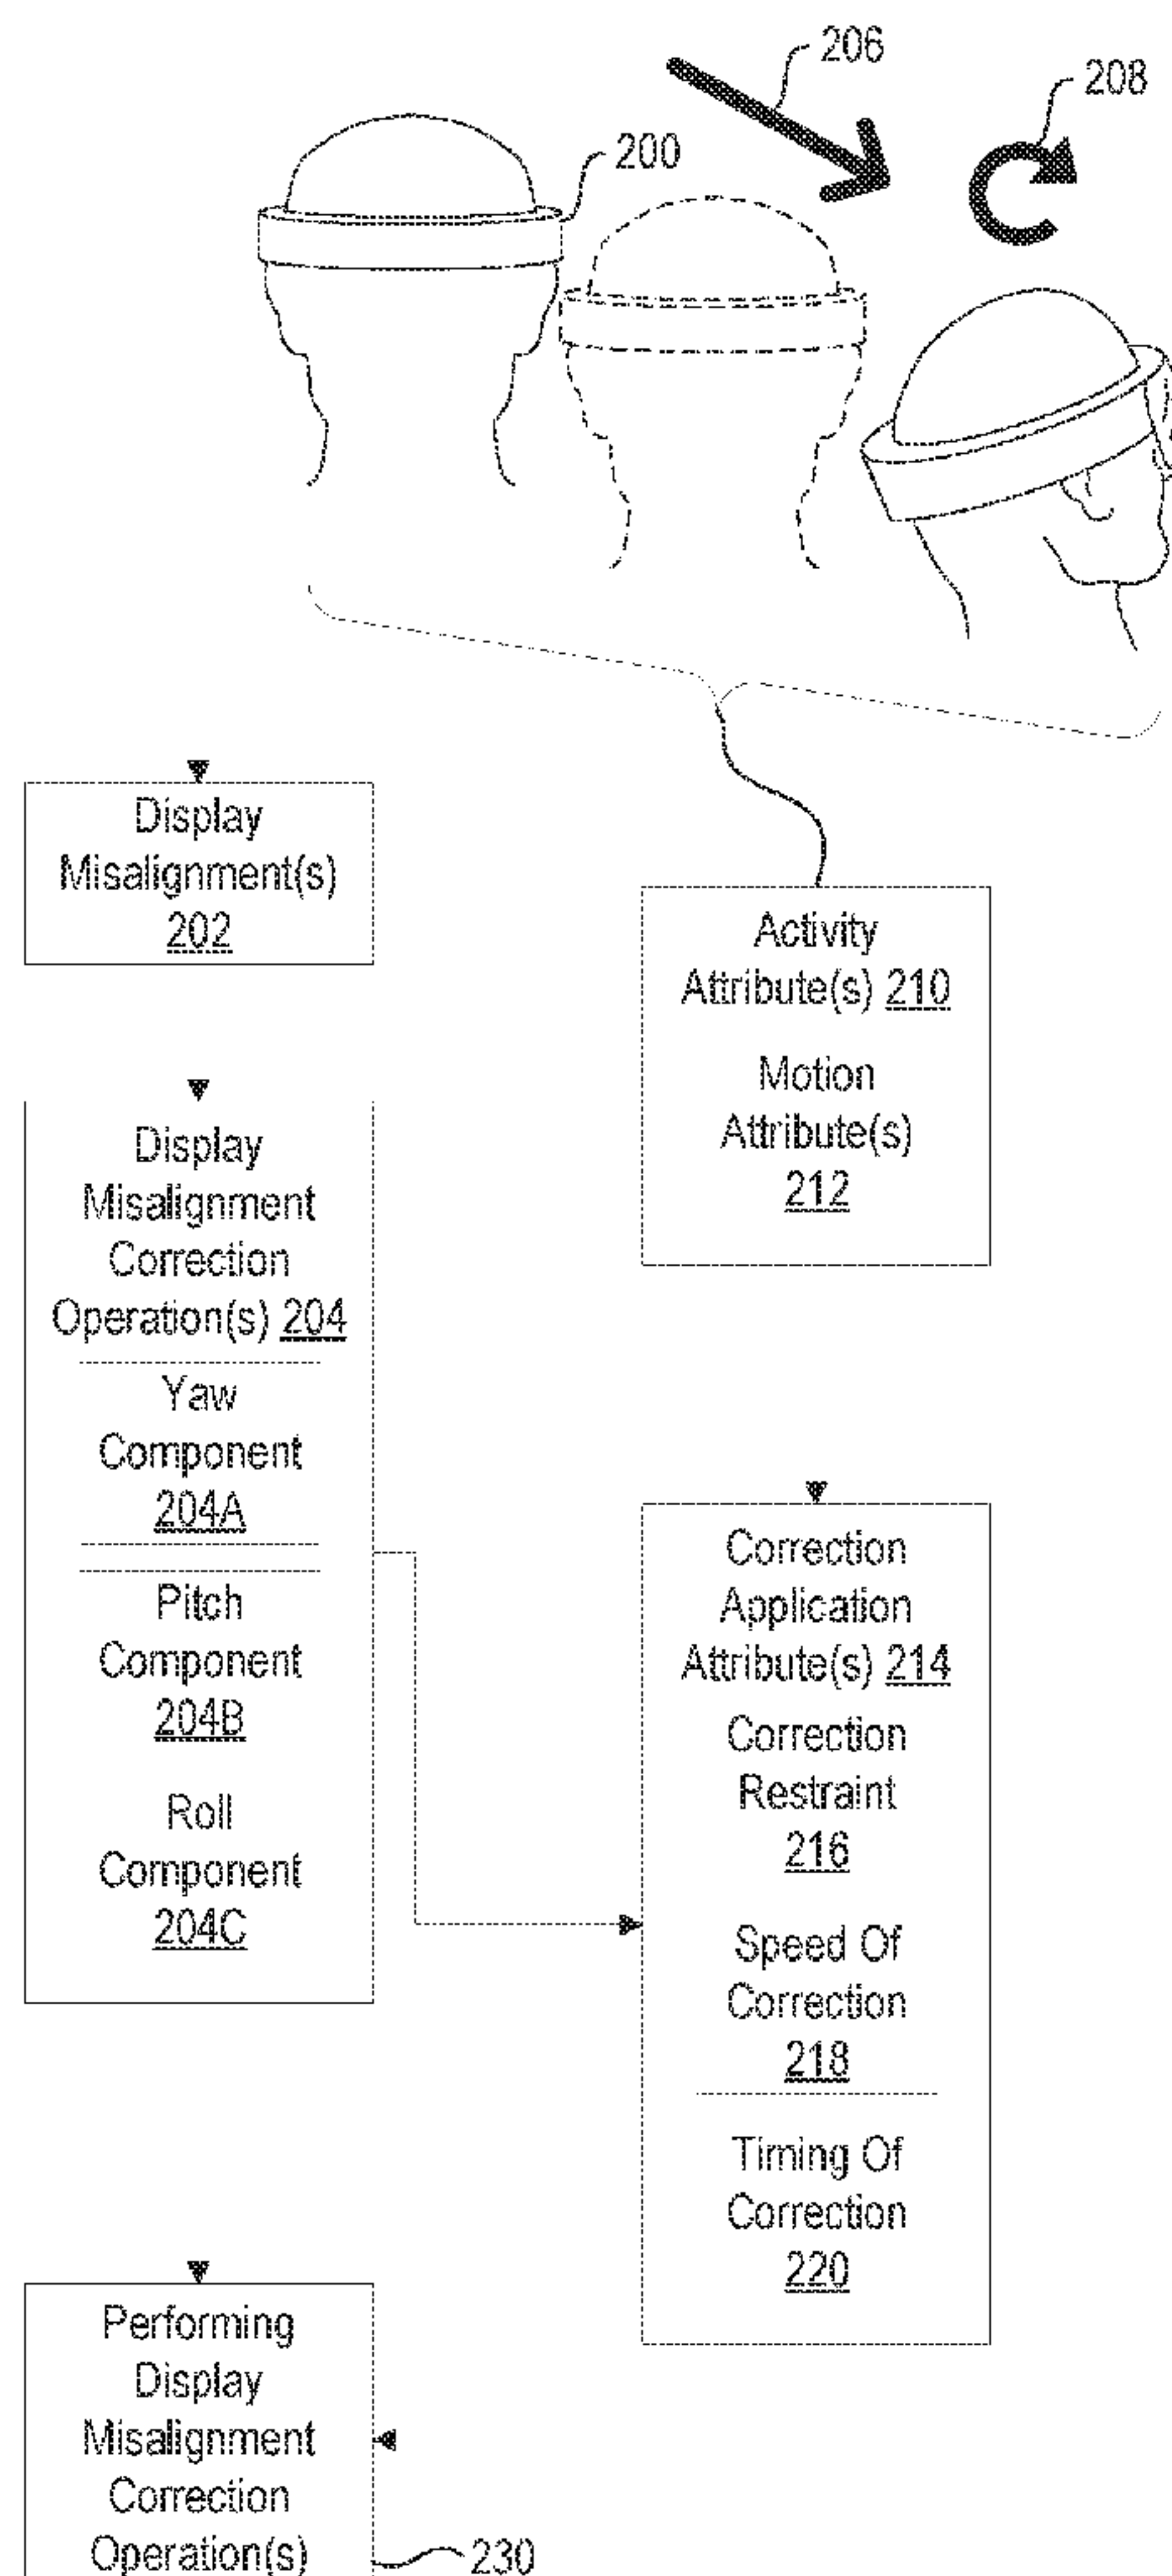 206
208
200
Display
Misalignment(s)
202
Activity
Attribute(s) 210
Motion
Attribute(s)
212
Display
Misalignment
Correction
Operation(s) 204
Yaw
Component
204A
Pitch
Component
204B
Roll
Component
204C
Correction
Application
Attribute(s) 214
Correction
Restraint
216
Speed Of
Correction
218
Timing Of
Correction
220
Performing
Display
Misalignment
Correction
Operation(s)
230